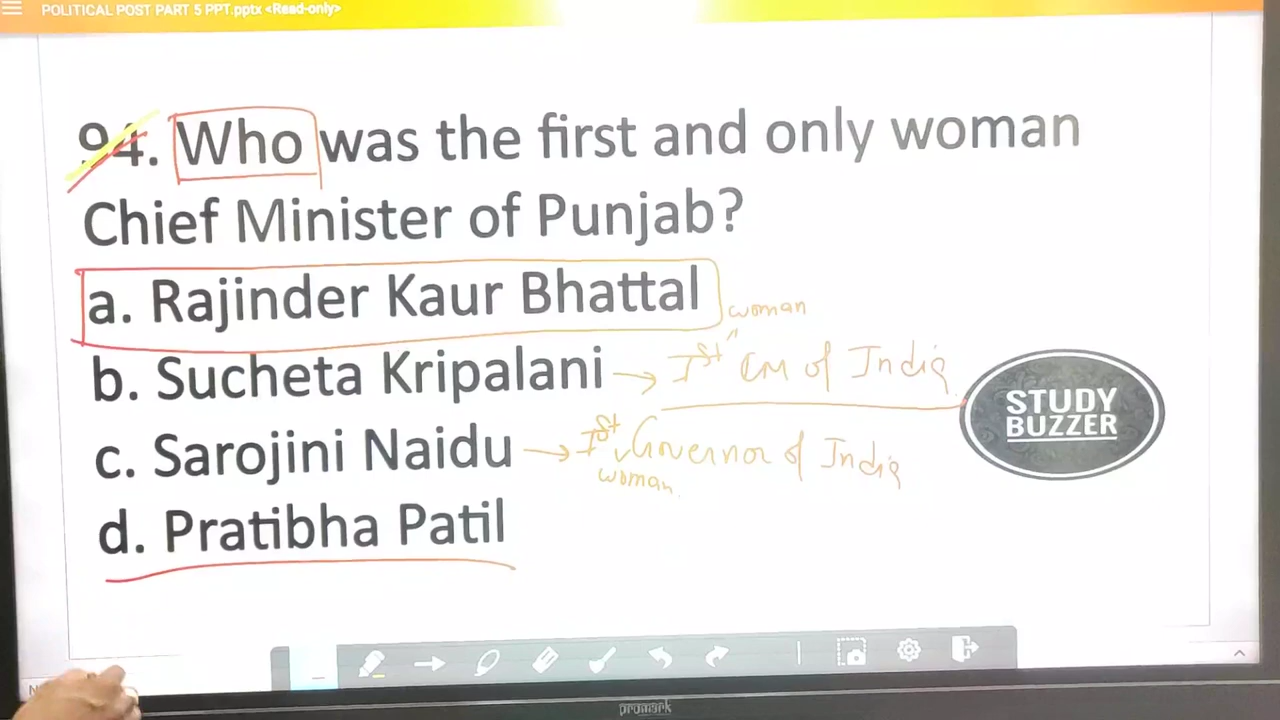 POLITICAL POST PART 5 PPT.pptx <Read-only>
94. Who was the first and only woman
Chief Minister of Punjab?
a. Rajinder Kaur Bhattal
woman
b. Sucheta Kripalani → Ist CM of India
STUDY
BUZZER
c. Sarojini Naidu → Ist Governor of India
woman
d. Pratibha Patil
promark